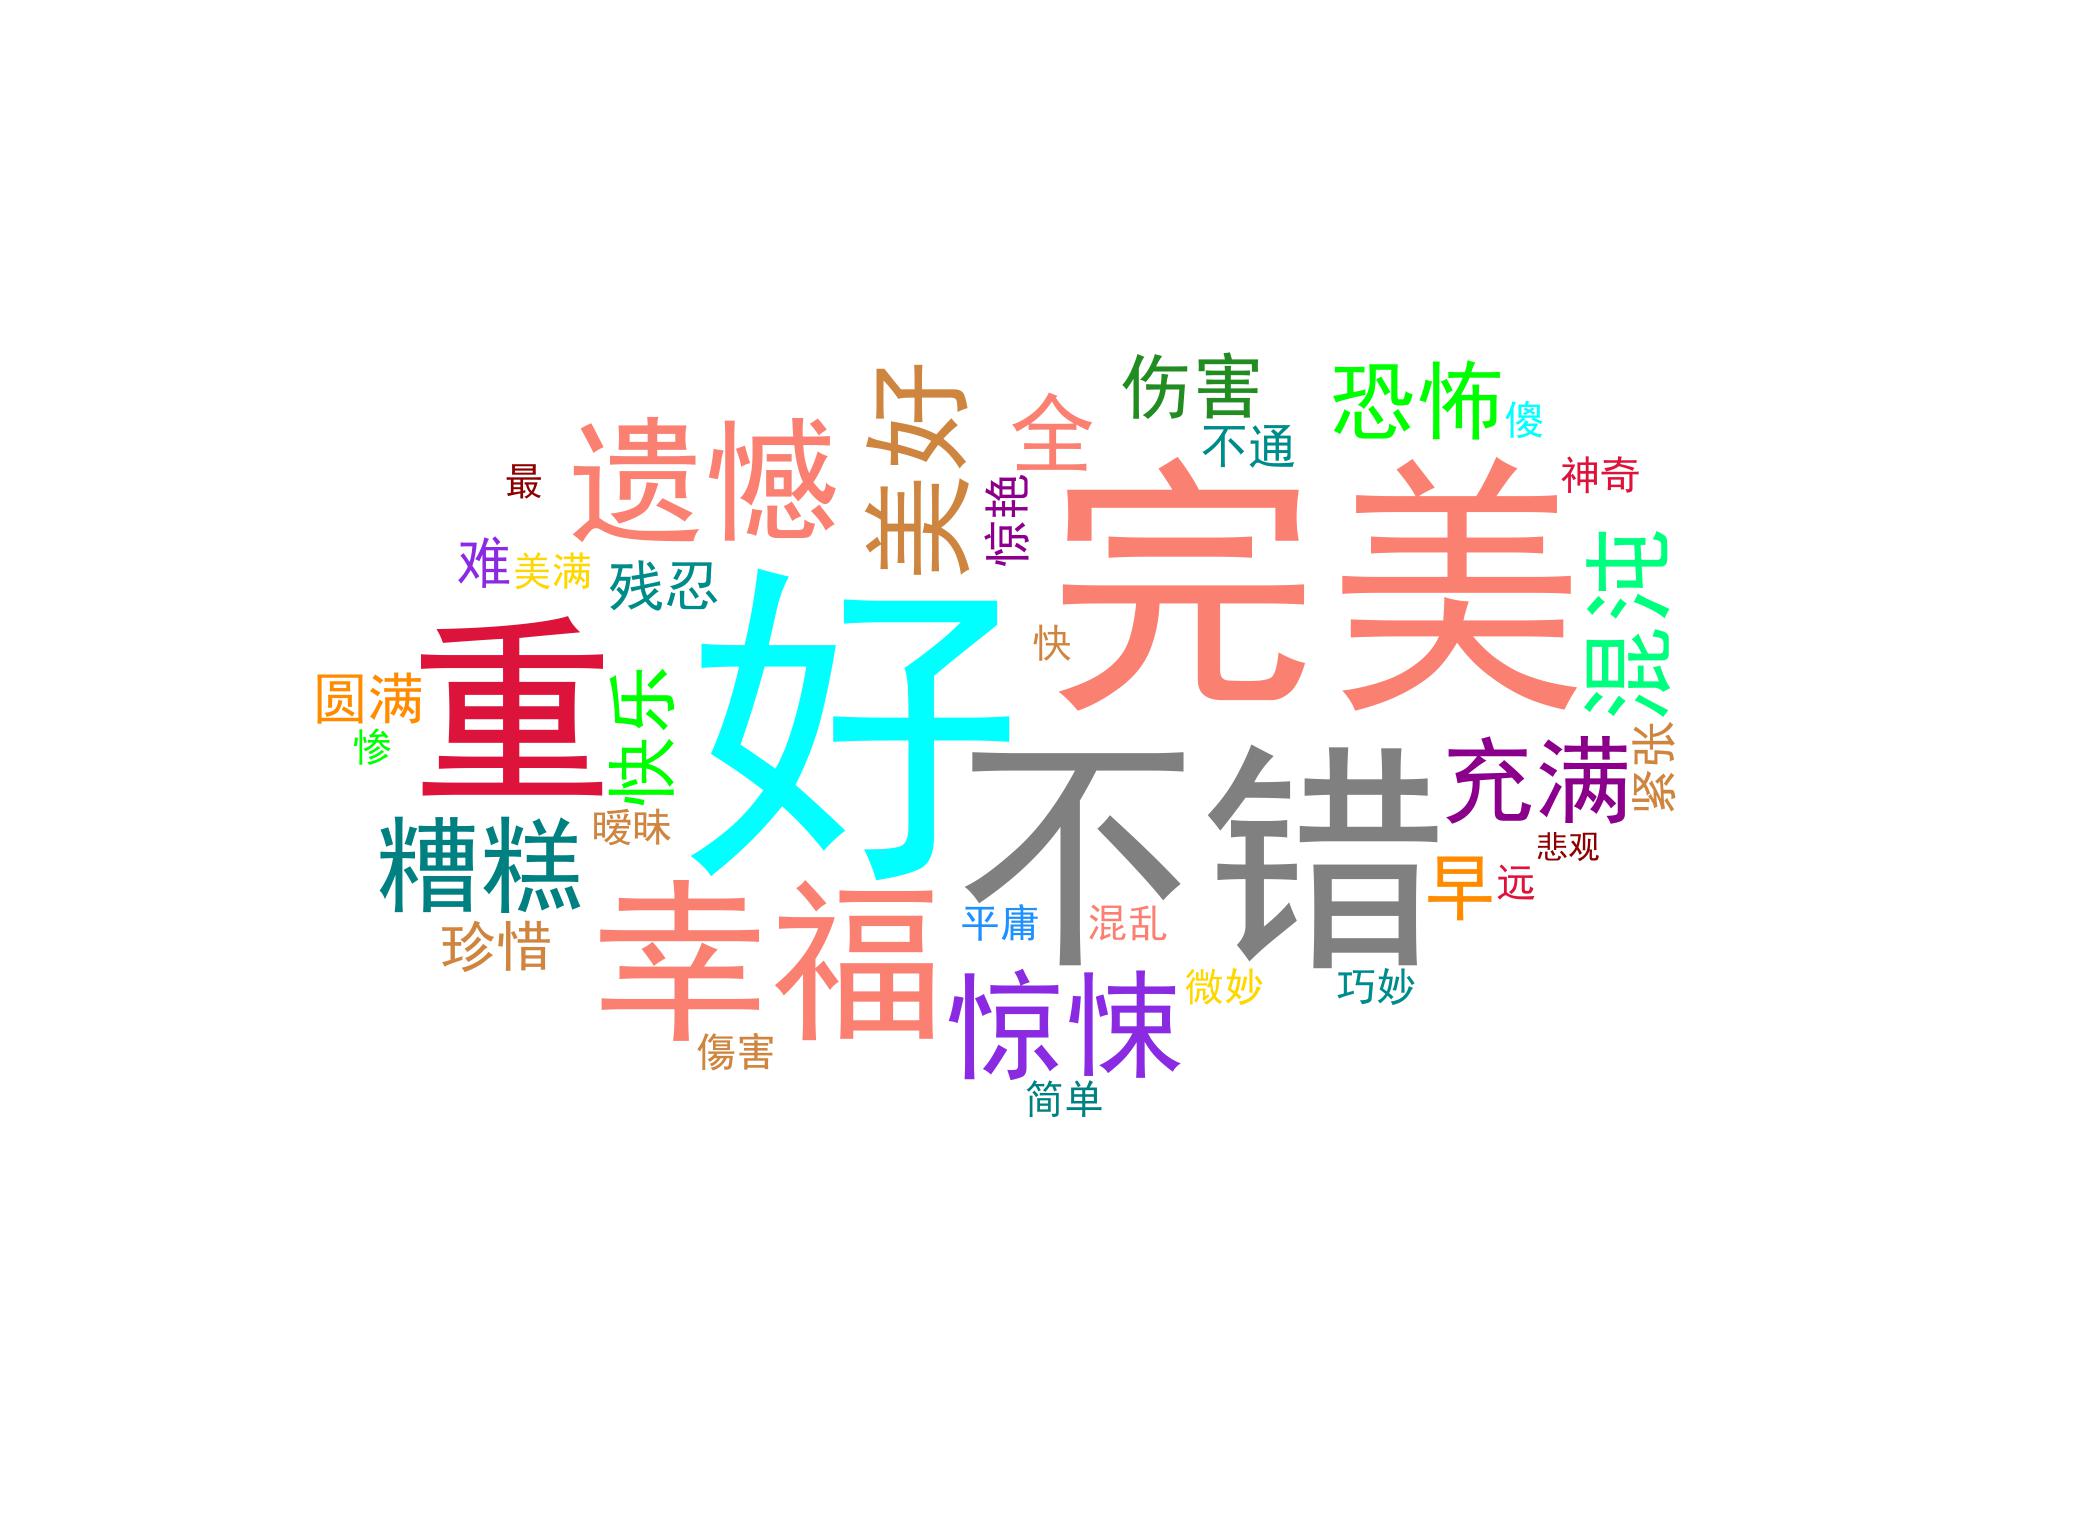 伤害
恐怖
美好
全
傻
遗憾
不通
最
神奇
惊艳
完美
难
美满
残忍
混沌
快
重
好
圆满
快乐
惨
不错
充满
紧张
糟糕
暧昧
悲观
早
远
珍惜
幸福
平庸
混乱
惊悚
微妙
巧妙
傷害
简单